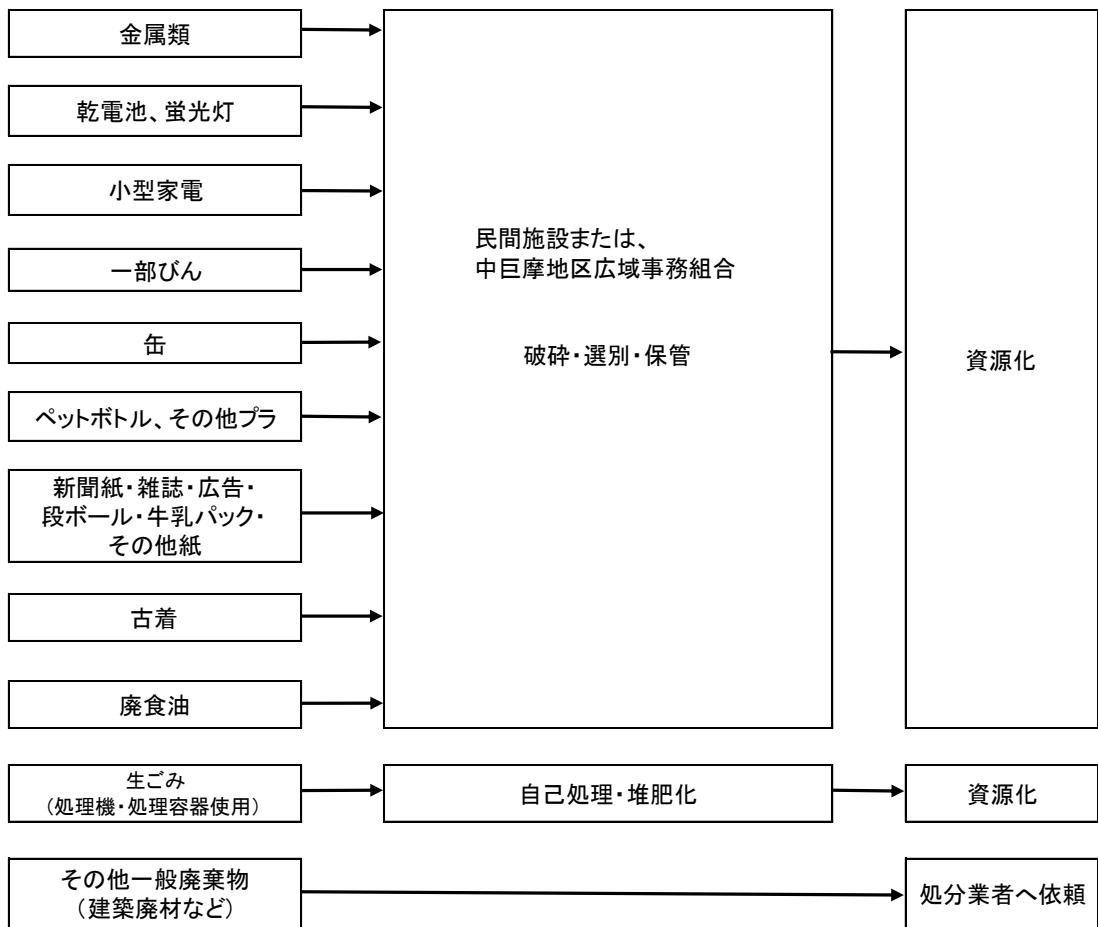 金属類
乾電池、蛍光灯
小型家電
一部びん
缶
ペットボトル、その他プラ
新聞紙・雑誌・広告・
段ボール・牛乳パック・
その他紙
古着
廃食油
民間施設または、
中巨摩地区広域事務組合
破砕・選別・保管
資源化
生ごみ
（処理機・処理容器使用）
自己処理・堆肥化
資源化
その他一般廃棄物
（建築廃材など）
処分業者へ依頼